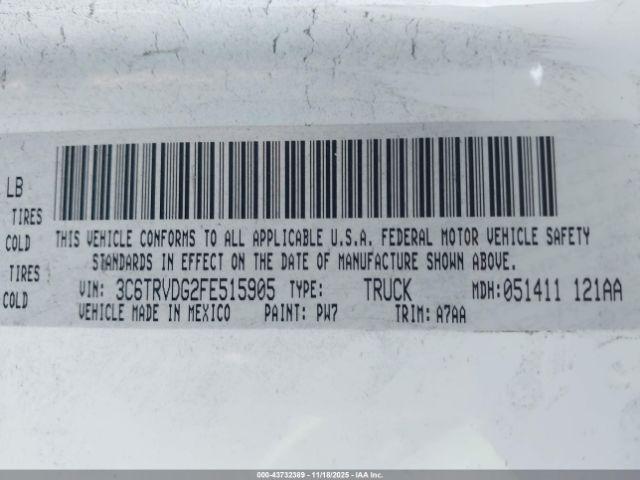 LB
TIRES
COLD THIS VEHICLE CONFORMS TO ALL APPLICABLE U.S.A. FEDERAL MOTOR VEHICLE SAFETY
STANDARDS IN EFFECT ON THE DATE OF MANUFACTURE SHOWN ABOVE.
TIRES
COLD VIN: 3C6TRVDG2FE515905 TYPE: TRUCK MDH:051411 121AA
VEHICLE MADE IN MEXICO PAINT: PW7 TRIM: A7AA
000-43732389 - 11/18/2025 - IAA Inc.